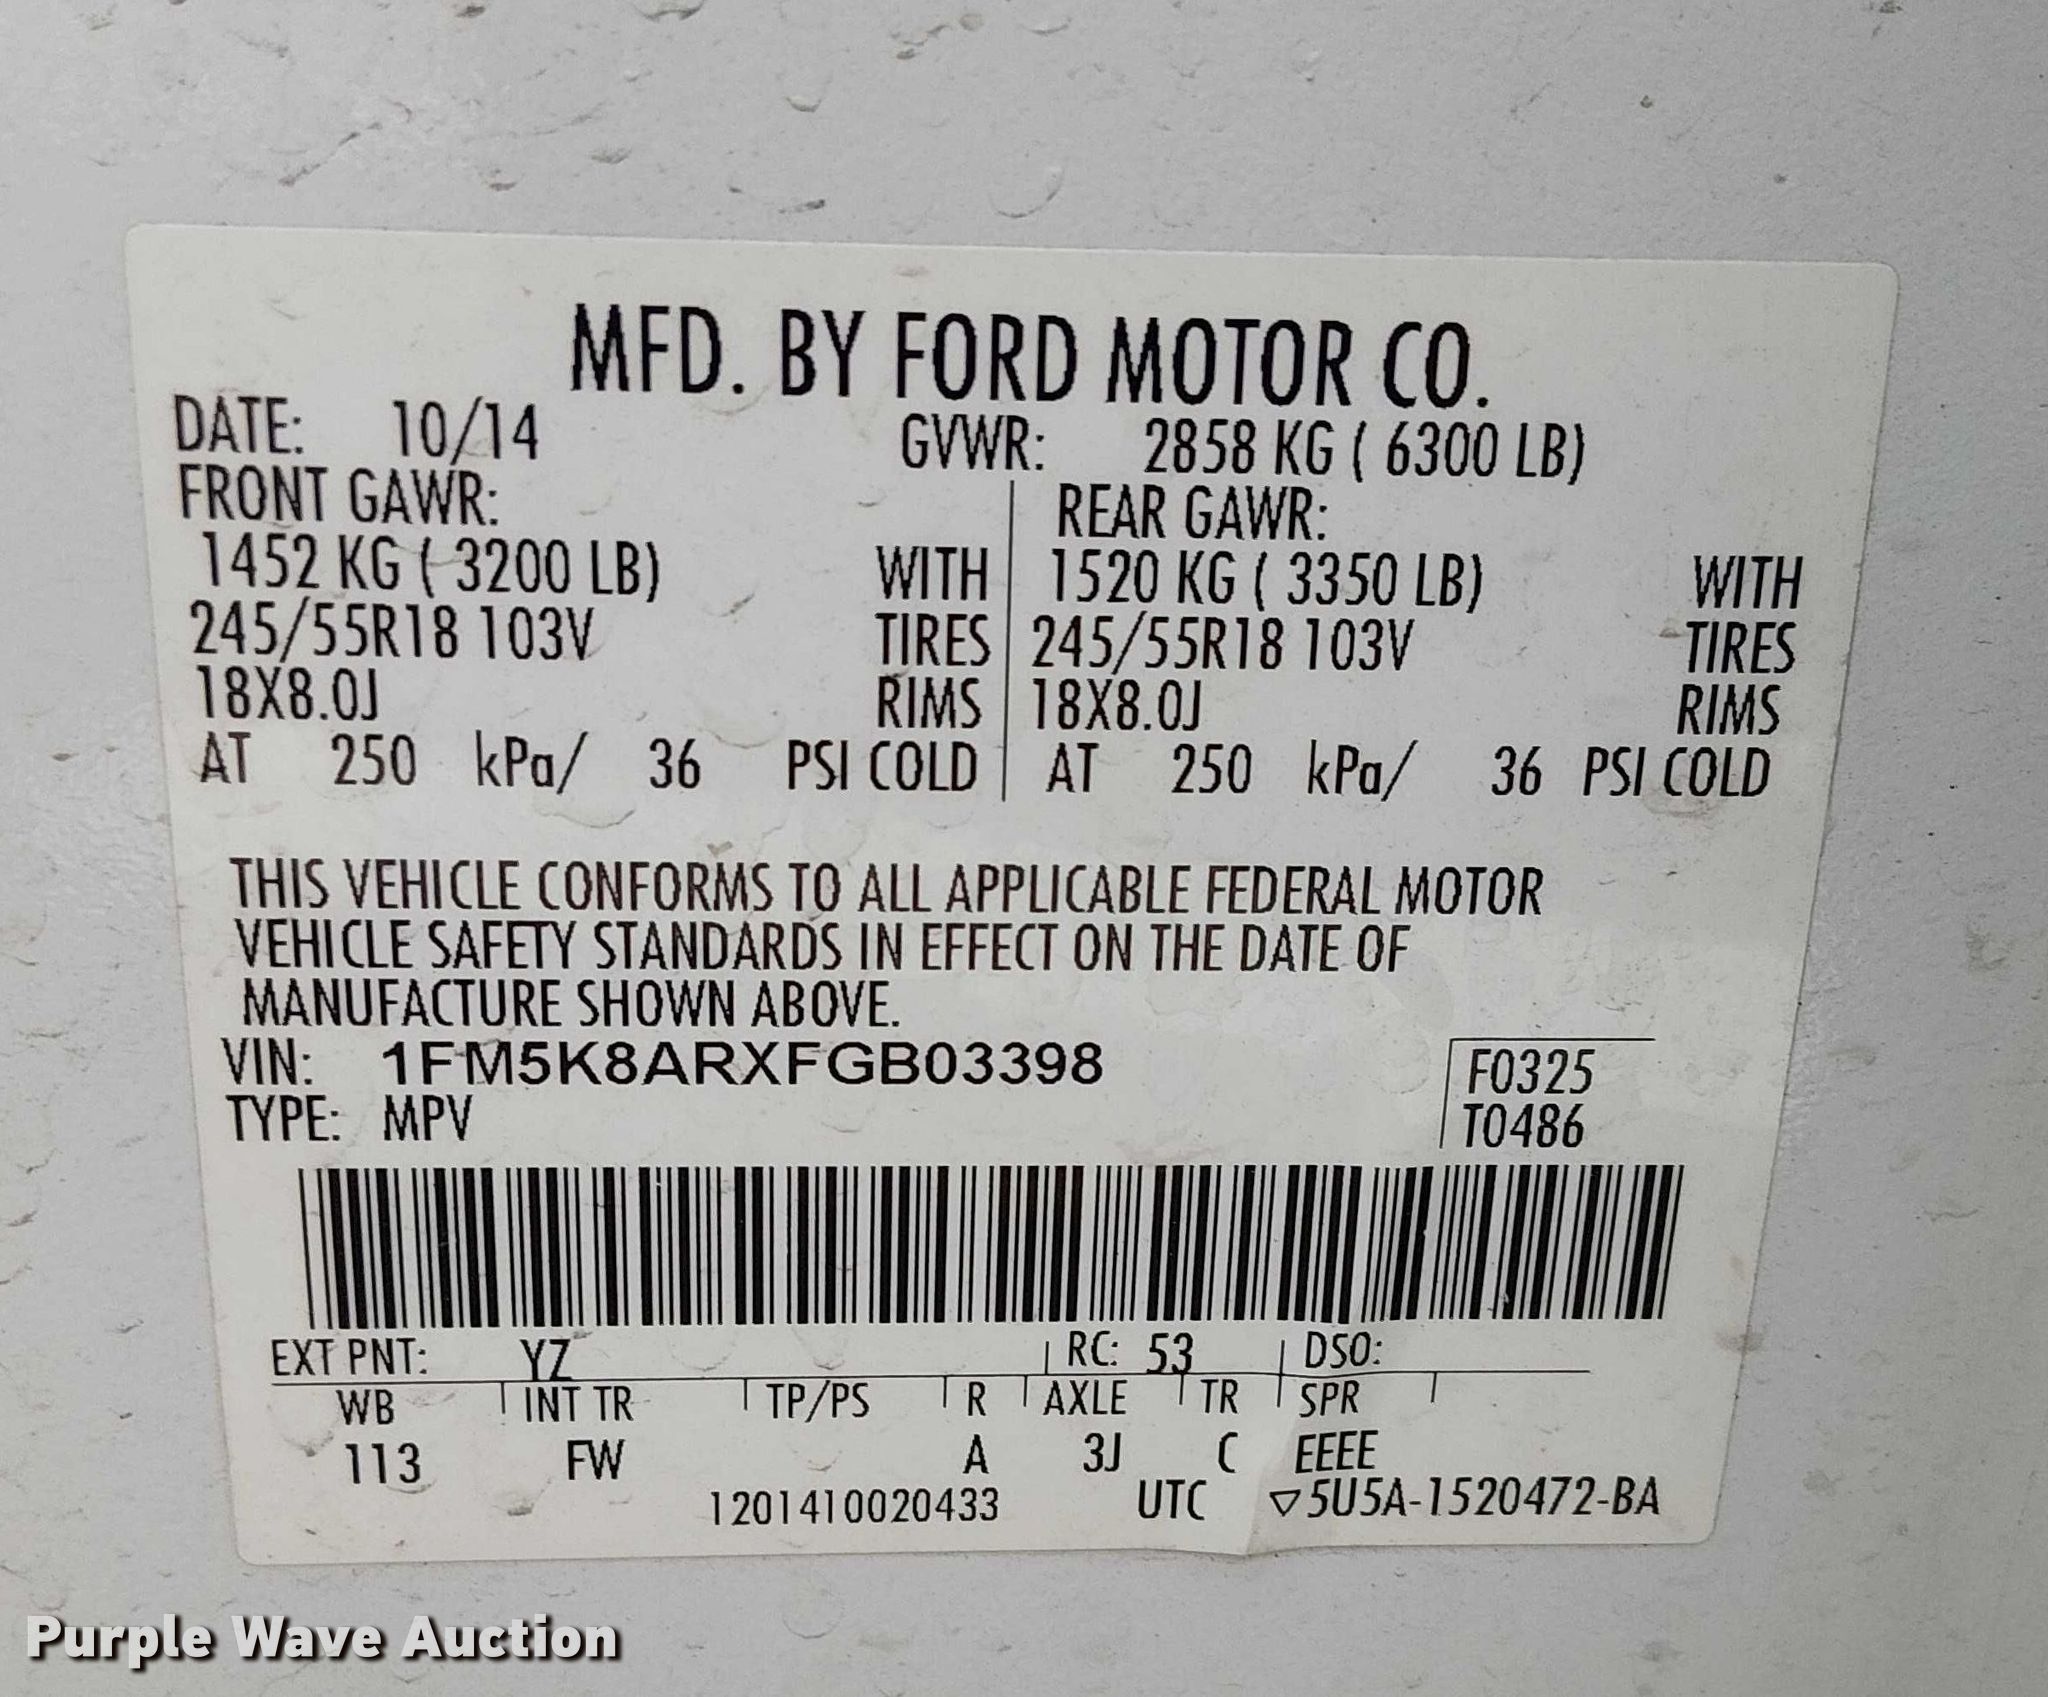 MFD. BY FORD MOTOR CO.
DATE: 10/14 GVWR: 2858 KG ( 6300 LB)
FRONT GAWR: REAR GAWR:
1452 KG ( 3200 LB) WITH 1520 KG ( 3350 LB) WITH
245/55R18 103V TIRES 245/55R18 103V TIRES
18X8.0J RIMS 18X8.0J RIMS
AT 250 kPa/ 36 PSI COLD AT 250 kPa/ 36 PSI COLD
THIS VEHICLE CONFORMS TO ALL APPLICABLE FEDERAL MOTOR
VEHICLE SAFETY STANDARDS IN EFFECT ON THE DATE OF
MANUFACTURE SHOWN ABOVE.
VIN: 1FM5K8ARXFGB03398 F0325
TYPE: MPV T0486
EXT PNT: YZ RC: 53 DSO:
WB INT TR TP/PS R AXLE TR SPR
113 FW A 3J C EEEE
1201410020433 UTC ▽5U5A-1520472-BA
Purple Wave Auction